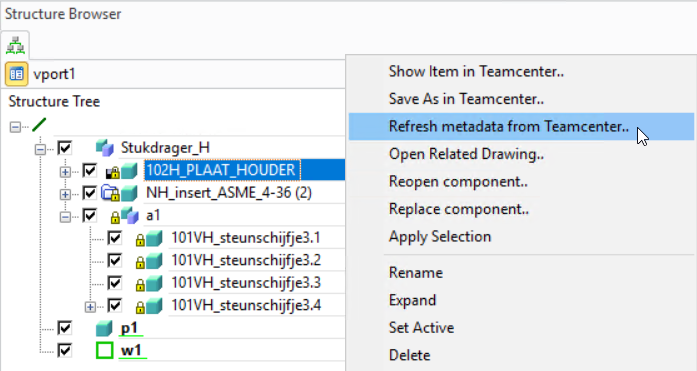 Structure Browser
vport1
Structure Tree
Stukdrager_H
102H_PLAAT_HOUDER
NH_insert_ASME_4-36 (2)
a1
101VH_steunschijfje3.1
101VH_steunschijfje3.2
101VH_steunschijfje3.3
101VH_steunschijfje3.4
p1
w1
Show Item in Teamcenter..
Save As in Teamcenter..
Refresh metadata from Teamcenter..
Open Related Drawing..
Reopen component..
Replace component..
Apply Selection
Rename
Expand
Set Active
Delete